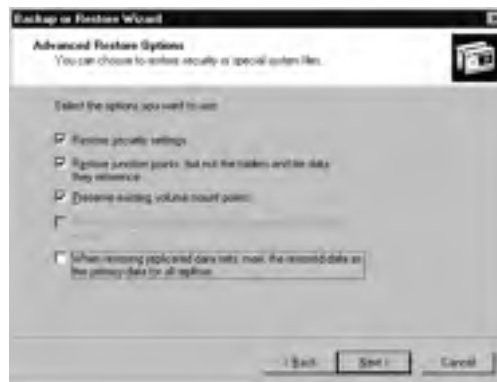 Backup or Restore Wizard
Advanced Restore Options
You can choose to restore security or special system files.
Select the options you want to use:
Restore security settings
Restore junction points, but not the folders and file data
they reference
Preserve existing volume mount points
When restoring replicated data sets, mark the restored data as
the primary data for all replicas
< Back
Next >
Cancel